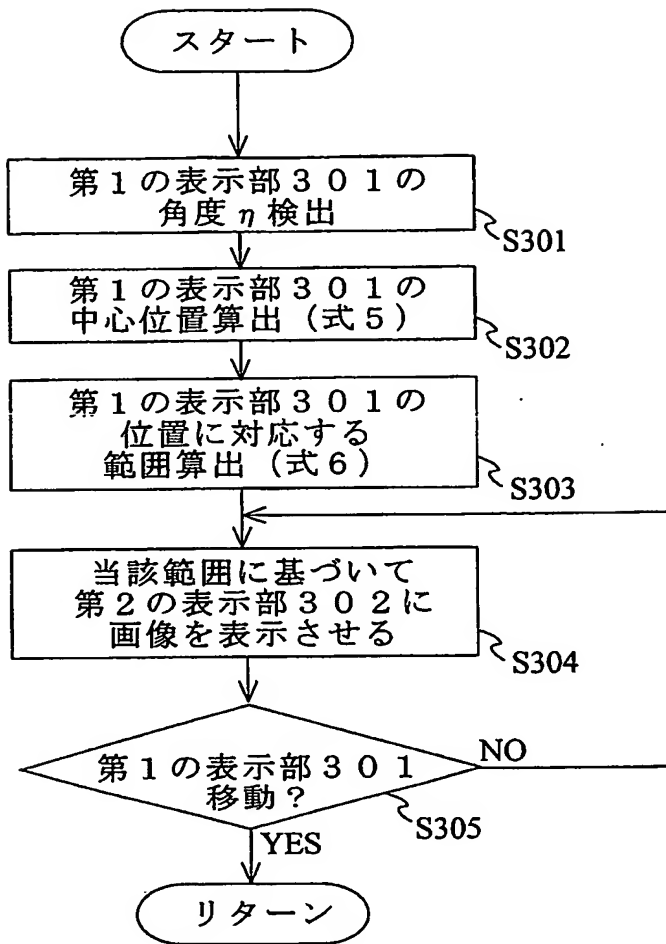 スタート
第1の表示部301の
角度η検出
S301
第1の表示部301の
中心位置算出(式5)
S302
第1の表示部301の
位置に対応する
範囲算出(式6)
S303
当該範囲に基づいて
第2の表示部302に
画像を表示させる
S304
第1の表示部301
移動?
NO
S305
YES
リターン